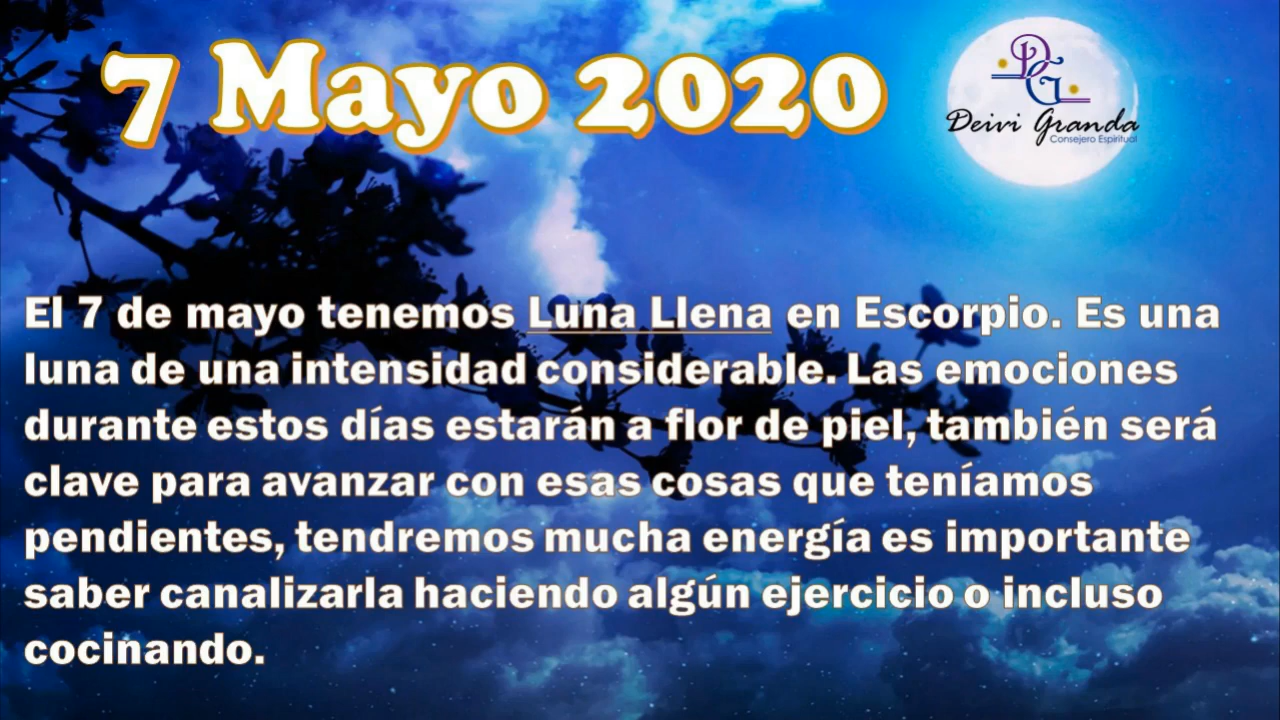 7 Mayo 2020
DG
Deivi Granda
Consejero Espiritual
El 7 de mayo tenemos Luna Llena en Escorpio. Es una
luna de una intensidad considerable. Las emociones
durante estos días estarán a flor de piel, también será
clave para avanzar con esas cosas que teníamos
pendientes, tendremos mucha energía es importante
saber canalizarla haciendo algún ejercicio o incluso
cocinando.